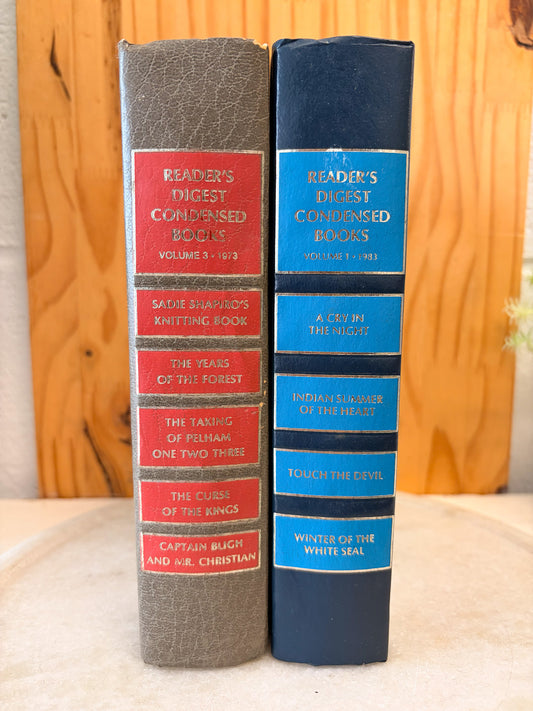 READER'S
DIGEST
CONDENSED
BOOKS
VOLUME 3 • 1973
SADIE SHAPIRO'S
KNITTING BOOK
THE YEARS
OF THE FOREST
THE TAKING
OF PELHAM
ONE TWO THREE
THE CURSE
OF THE KINGS
CAPTAIN BLIGH
AND MR. CHRISTIAN
READER'S
DIGEST
CONDENSED
BOOKS
VOLUME 1 • 1983
A CRY IN
THE NIGHT
INDIAN SUMMER
OF THE HEART
TOUCH THE DEVIL
WINTER OF THE
WHITE SEAL